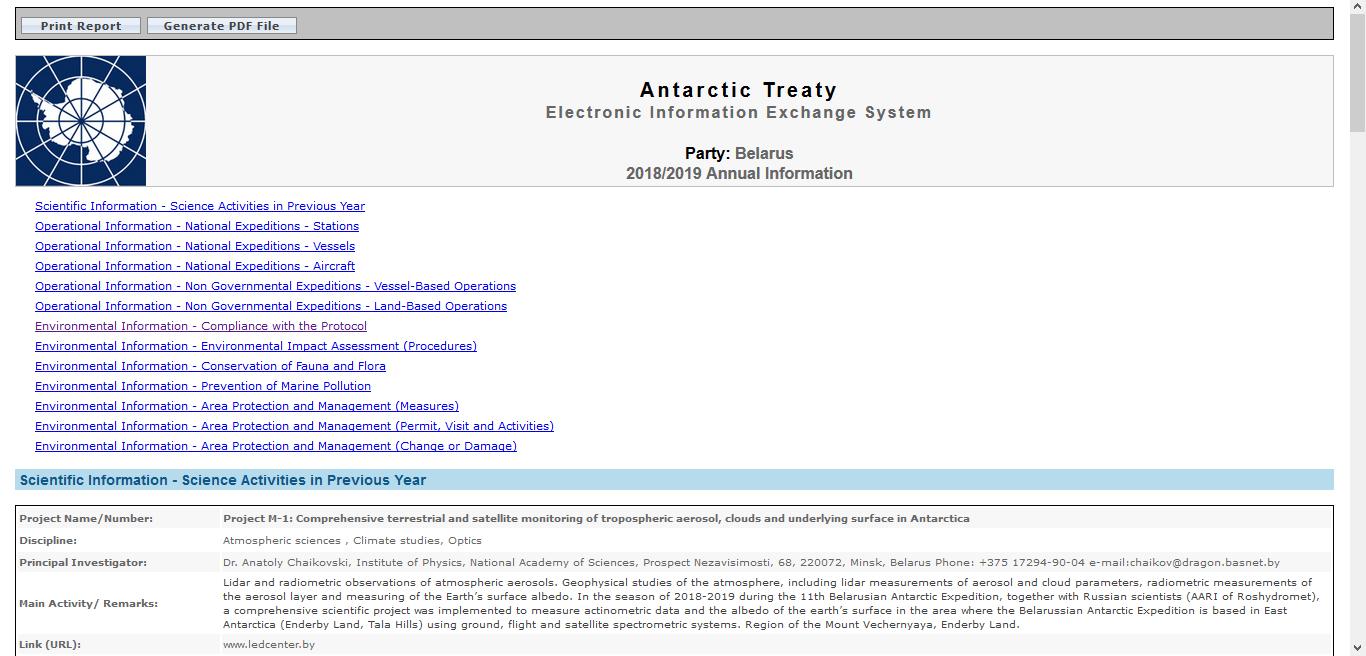 Print Report
Generate PDF File
Antarctic Treaty
Electronic Information Exchange System
Party: Belarus
2018/2019 Annual Information
Scientific Information - Science Activities in Previous Year
Operational Information - National Expeditions - Stations
Operational Information - National Expeditions - Vessels
Operational Information - National Expeditions - Aircraft
Operational Information - Non Governmental Expeditions - Vessel-Based Operations
Operational Information - Non Governmental Expeditions - Land-Based Operations
Environmental Information - Compliance with the Protocol
Environmental Information - Environmental Impact Assessment (Procedures)
Environmental Information - Conservation of Fauna and Flora
Environmental Information - Prevention of Marine Pollution
Environmental Information - Area Protection and Management (Measures)
Environmental Information - Area Protection and Management (Permit, Visit and Activities)
Environmental Information - Area Protection and Management (Change or Damage)
Scientific Information - Science Activities in Previous Year
Project Name/Number: Project M-1: Comprehensive terrestrial and satellite monitoring of tropospheric aerosol, clouds and underlying surface in Antarctica
Discipline: Atmospheric sciences , Climate studies, Optics
Principal Investigator: Dr. Anatoly Chaikovski, Institute of Physics, National Academy of Sciences, Prospect Nezavisimosti, 68, 220072, Minsk, Belarus Phone: +375 17294-90-04 e-mail:chaikov@dragon.basnet.by
Main Activity/ Remarks:
Lidar and radiometric observations of atmospheric aerosols. Geophysical studies of the atmosphere, including lidar measurements of aerosol and cloud parameters, radiometric measurements of
the aerosol layer and measuring of the Earth's surface albedo. In the season of 2018-2019 during the 11th Belarusian Antarctic Expedition, together with Russian scientists (AARI of Roshydromet),
a comprehensive scientific project was implemented to measure actinometric data and the albedo of the earth's surface in the area where the Belarussian Antarctic Expedition is based in East
Antarctica (Enderby Land, Tala Hills) using ground, flight and satellite spectrometric systems. Region of the Mount Vechernyaya, Enderby Land.
Link (URL): www.ledcenter.by